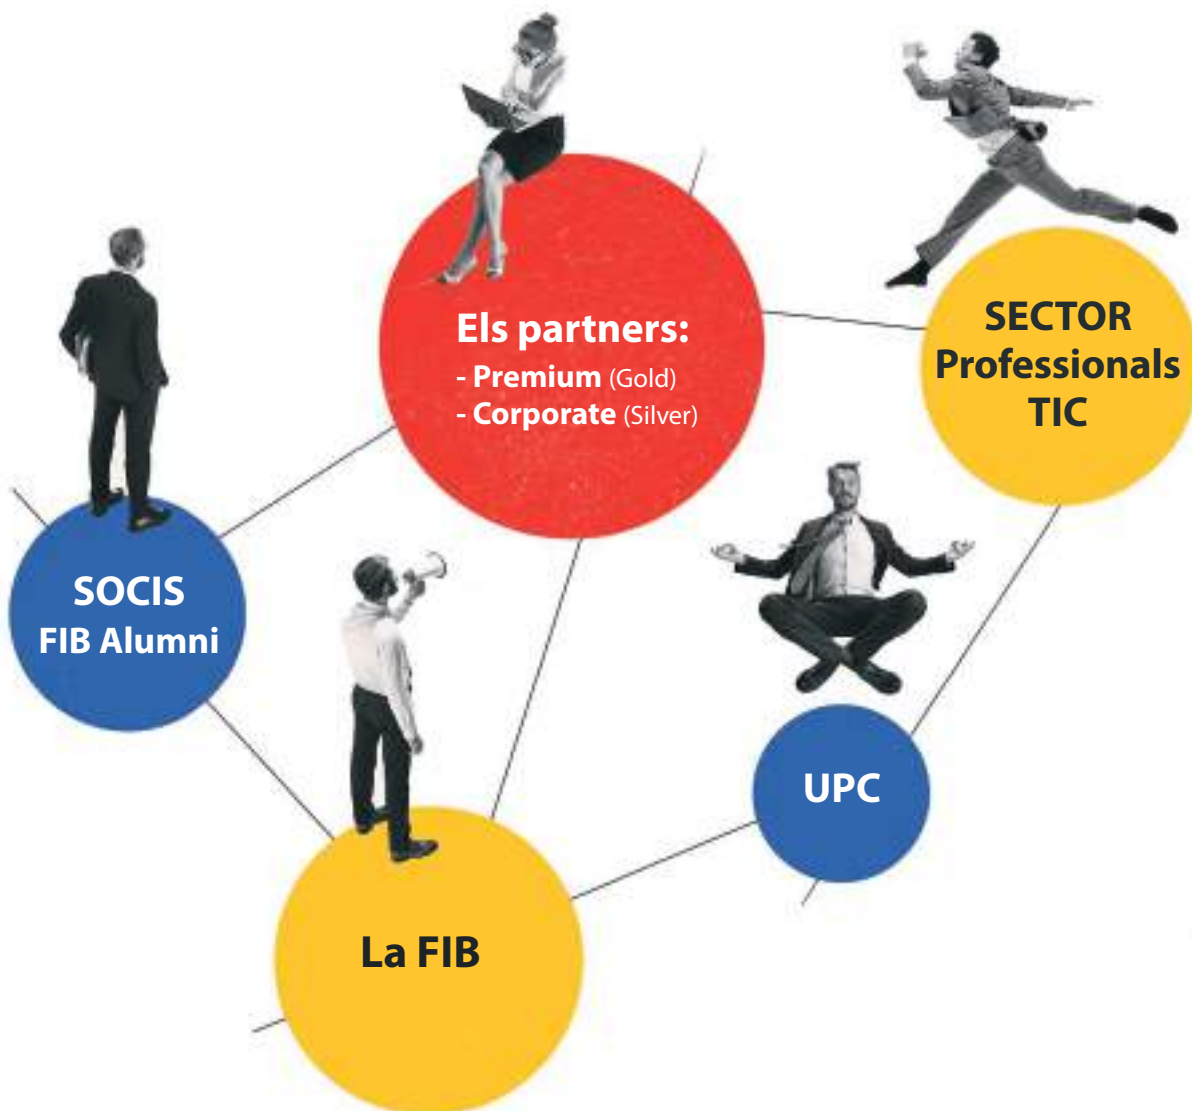 Els partners:
- Premium (Gold)
- Corporate (Silver)
SECTOR
Professionals
TIC
SOCIS
FIB Alumni
UPC
La FIB